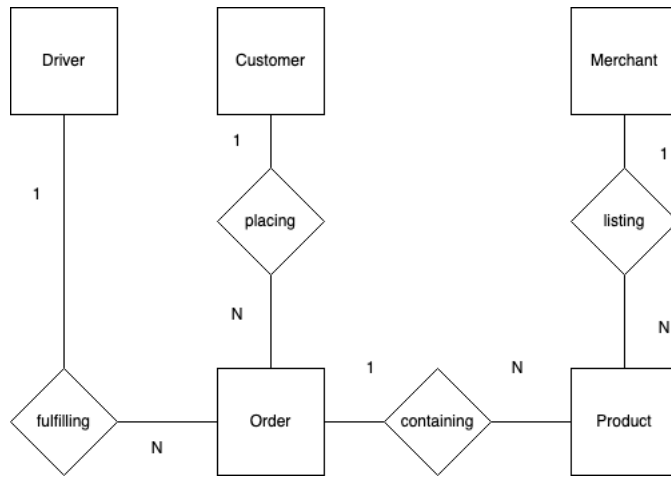 Driver
Customer
Merchant
1
1
1
placing
listing
N
N
1
N
fulfilling
Order
containing
Product
N